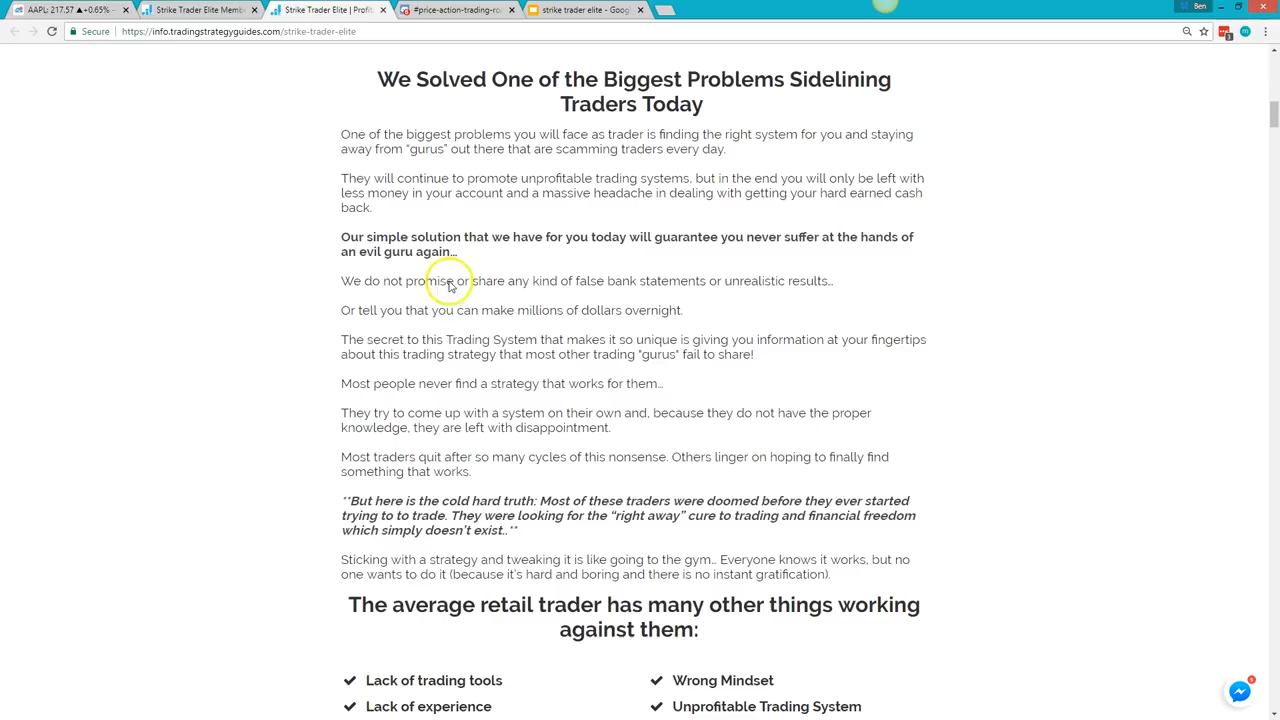 AAPL: 217.57 ▲+0.65%
Strike Trader Elite Memb
Strike Trader Elite | Profit
#price-action-trading-ro
strike trader elite - Goog
Ben
Secure
https://info.tradingstrategyguides.com/strike-trader-elite
We Solved One of the Biggest Problems Sidelining
Traders Today
One of the biggest problems you will face as trader is finding the right system for you and staying
away from “gurus” out there that are scamming traders every day.
They will continue to promote unprofitable trading systems, but in the end you will only be left with
less money in your account and a massive headache in dealing with getting your hard earned cash
back.
Our simple solution that we have for you today will guarantee you never suffer at the hands of
an evil guru again…
We do not promise or share any kind of false bank statements or unrealistic results…
Or tell you that you can make millions of dollars overnight.
The secret to this Trading System that makes it so unique is giving you information at your fingertips
about this trading strategy that most other trading "gurus" fail to share!
Most people never find a strategy that works for them…
They try to come up with a system on their own and, because they do not have the proper
knowledge, they are left with disappointment.
Most traders quit after so many cycles of this nonsense. Others linger on hoping to finally find
something that works.
**But here is the cold hard truth: Most of these traders were doomed before they ever started
trying to to trade. They were looking for the “right away” cure to trading and financial freedom
which simply doesn’t exist..**
Sticking with a strategy and tweaking it is like going to the gym… Everyone knows it works, but no
one wants to do it (because it’s hard and boring and there is no instant gratification).
The average retail trader has many other things working
against them:
Lack of trading tools
Wrong Mindset
Lack of experience
Unprofitable Trading System